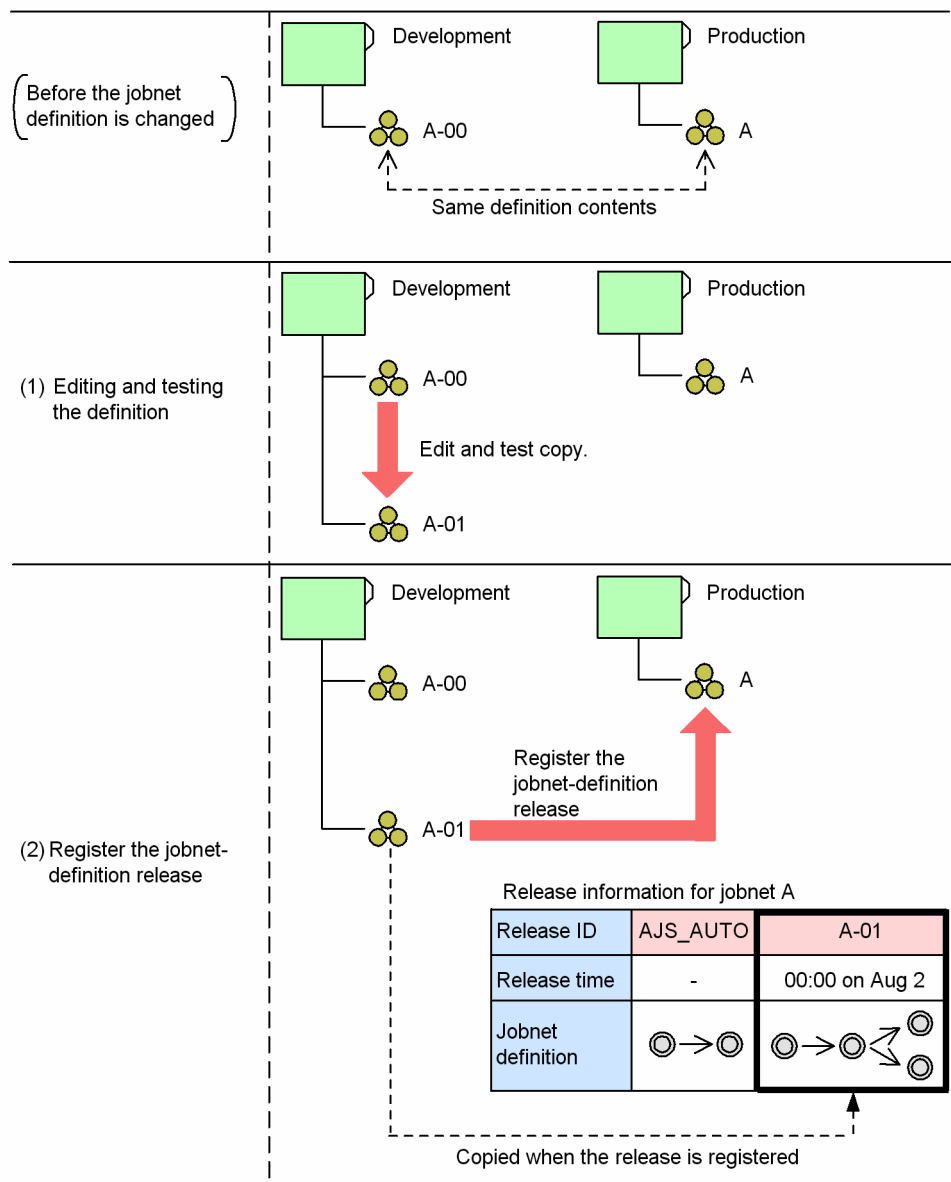 Development
Production
Before the jobnet
definition is changed
A-00
A
Same definition contents
Development
Production
(1) Editing and testing
the definition
A-00
A
Edit and test copy.
A-01
Development
Production
A-00
A
Register the
jobnet-definition
release
A-01
(2) Register the jobnet-
definition release
Release information for jobnet A
Release ID AJS_AUTO A-01
Release time - 00:00 on Aug 2
Jobnet
definition
Copied when the release is registered